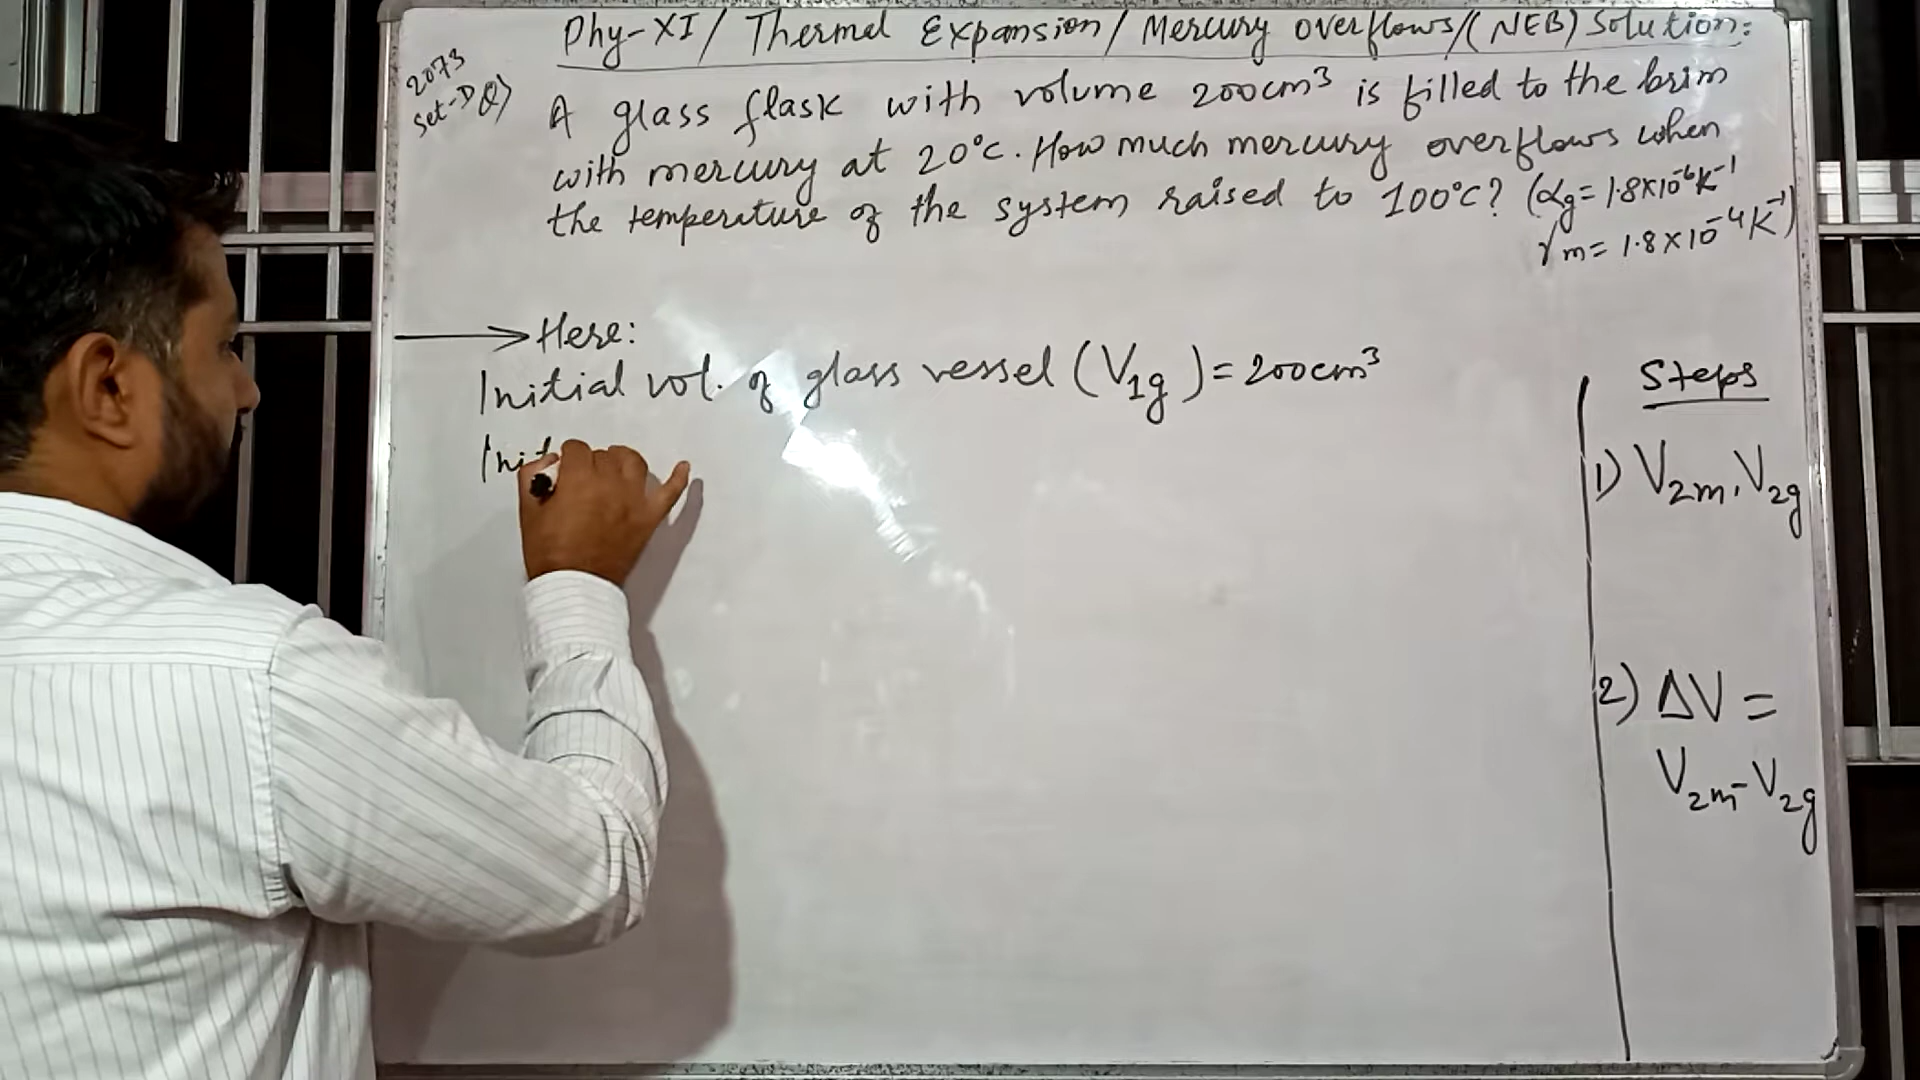 Phy-XI/ Thermal Expansion/ Mercury overflows/(NEB) Solution:
2073
Set-D Q)
A glass flask with volume 200cm³ is filled to the brim
with mercury at 20°c. How much mercury overflows when
the temperature of the system raised to 100°c? (αg = 1.8×10⁻⁶K⁻¹
γm = 1.8×10⁻⁴K⁻¹)
→ Here:
Initial vol. of glass vessel (V₁g) = 200cm³
Init
Steps
1) V₂m, V₂g
2) ΔV =
V₂m - V₂g